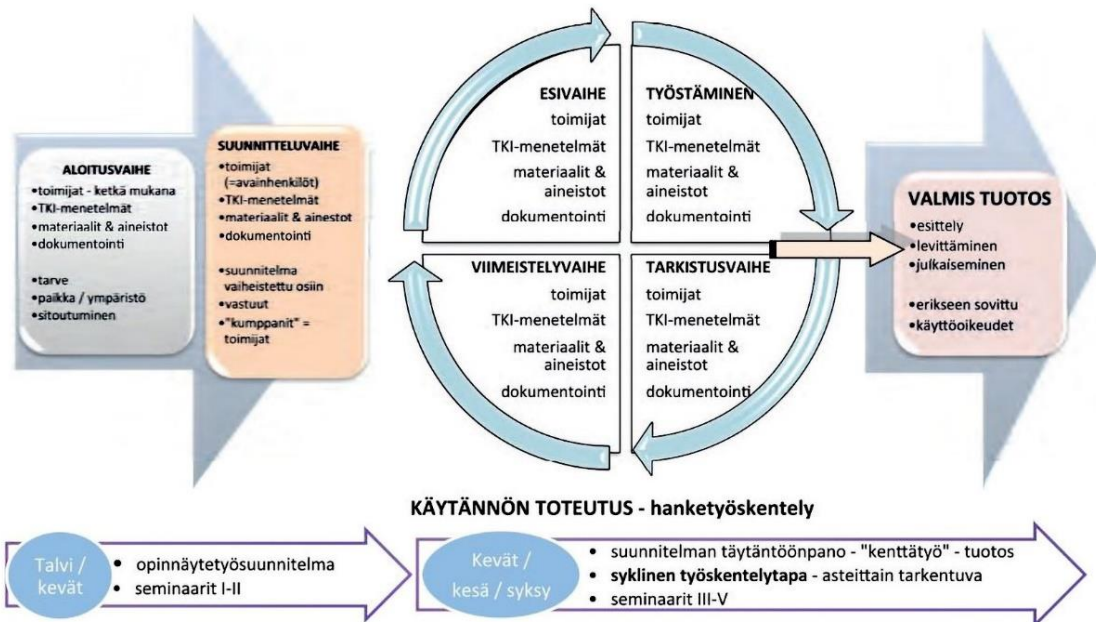 ALOITUSVAIHE
•toimijat - ketkä mukana
•TKI-menetelmät
•materiaalit & aineistot
•dokumentointi
•tarve
•paikka / ympäristö
•sitoutuminen
SUUNNITTELUVAIHE
•toimijat
(=avainhenkilöt)
•TKI-menetelmät
•materiaalit & ainestot
•dokumentointi
•suunnitelma
vaiheistettu osiin
•vastuut
•"kumppanit" =
toimijat
ESIVAIHE
toimijat
TKI-menetelmät
materiaalit &
aineistot
dokumentointi
TYÖSTÄMINEN
toimijat
TKI-menetelmät
materiaalit &
aineistot
dokumentointi
VIIMEISTELYVAIHE
toimijat
TKI-menetelmät
materiaalit &
aineistot
dokumentointi
TARKISTUSVAIHE
toimijat
TKI-menetelmät
materiaalit &
aineistot
dokumentointi
VALMIS TUOTOS
•esittely
•levittäminen
•julkaiseminen
•erikseen sovittu
•käyttöoikeudet
KÄYTÄNNÖN TOTEUTUS - hanketyöskentely
Talvi /
kevät
• opinnäytetyösuunnitelma
• seminaarit I-II
Kevät /
kesä / syksy
• suunnitelman täytäntöönpano - "kenttätyö" - tuotos
• syklinen työskentelytapa - asteittain tarkentuva
• seminaarit III-V